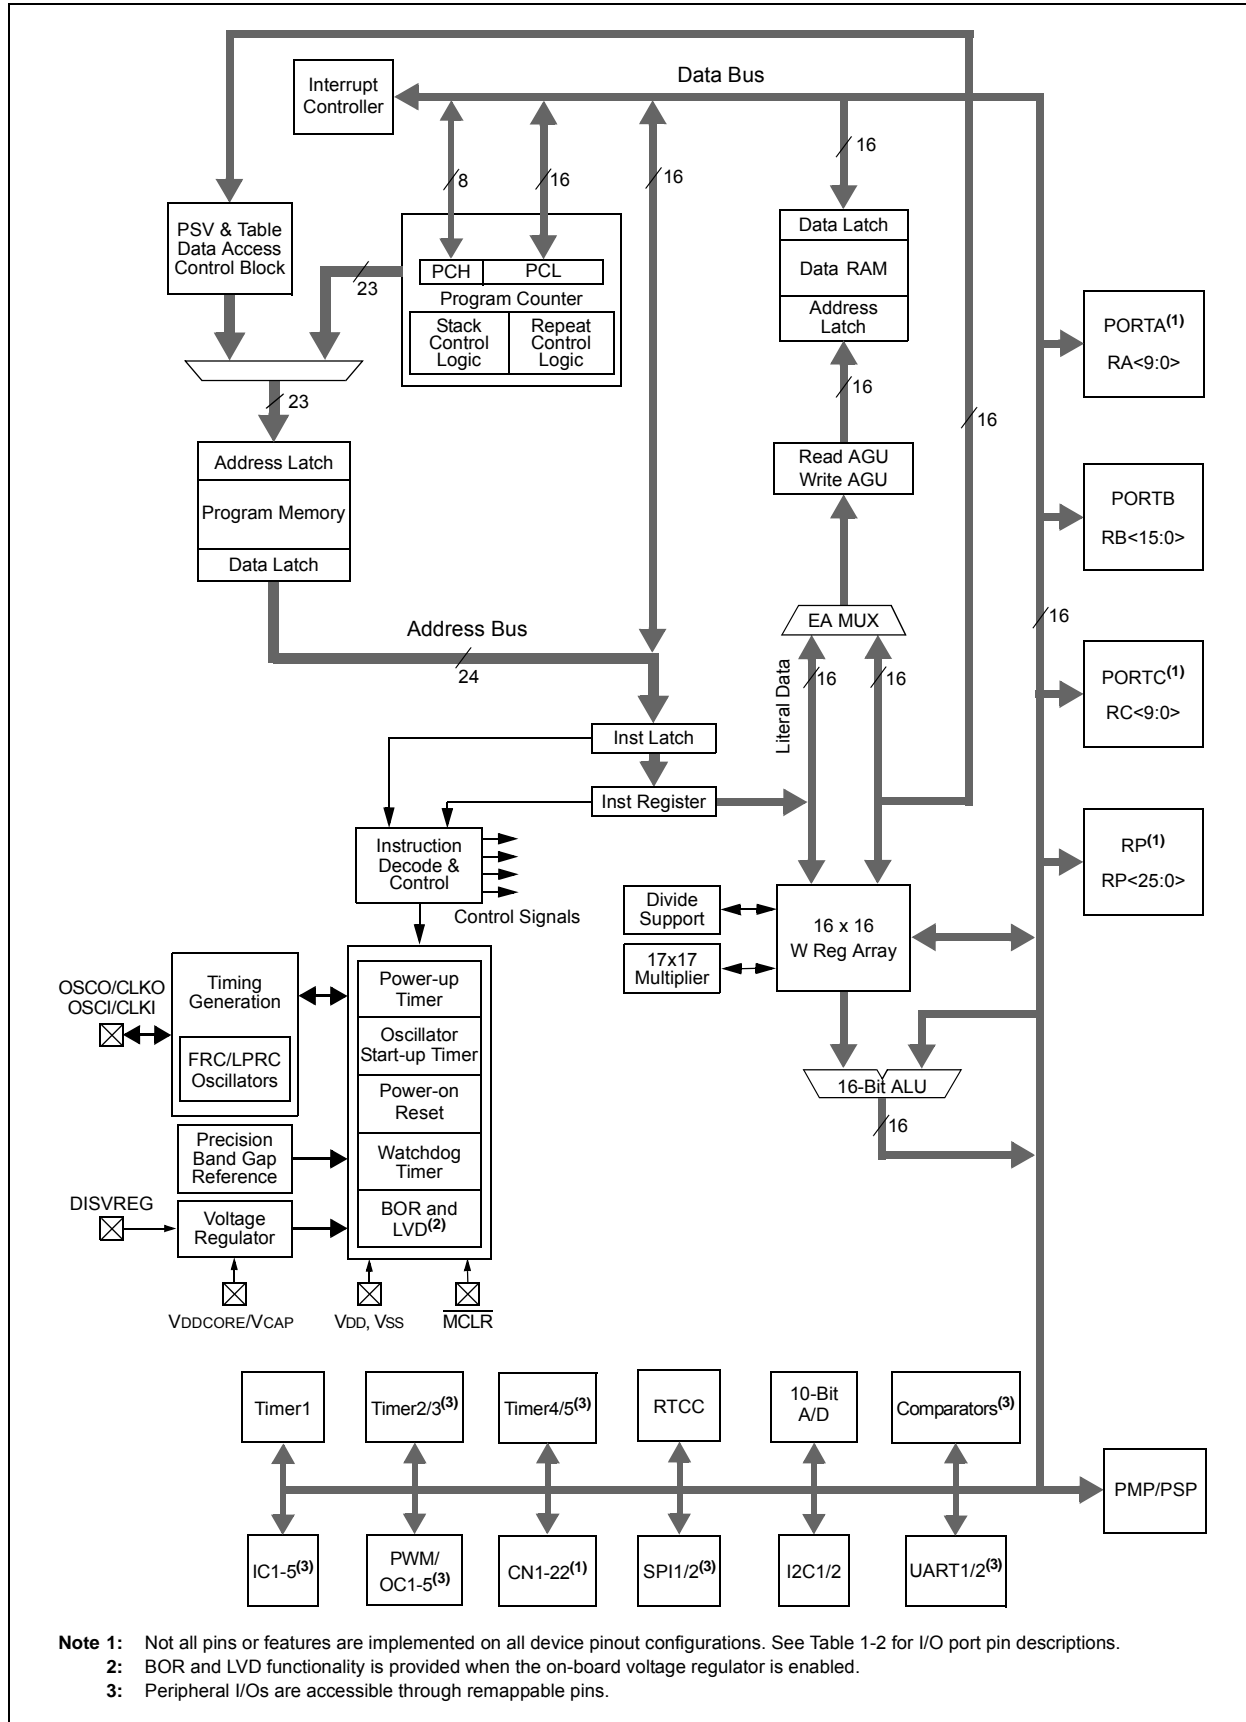 Data Bus
Interrupt
Controller
16
8
16
16
PSV & Table
Data Access
Control Block
23
PCH
PCL
Program Counter
Stack
Control
Logic
Repeat
Control
Logic
Data Latch
Data RAM
Address
Latch
PORTA(1)
RA<9:0>
23
16
16
Address Latch
Program Memory
Data Latch
Read AGU
Write AGU
PORTB
RB<15:0>
Address Bus
24
EA MUX
16
Literal Data
16
16
PORTC(1)
RC<9:0>
Inst Latch
Inst Register
Instruction
Decode &
Control
Control Signals
RP(1)
RP<25:0>
Divide
Support
17x17
Multiplier
16 x 16
W Reg Array
OSCO/CLKO
OSCI/CLKI
Timing
Generation
FRC/LPRC
Oscillators
Power-up
Timer
Oscillator
Start-up Timer
Power-on
Reset
Watchdog
Timer
BOR and
LVD(2)
16-Bit ALU
16
Precision
Band Gap
Reference
DISVREG
Voltage
Regulator
VDDCORE/VCAP
VDD, VSS
MCLR
Timer1
Timer2/3(3)
Timer4/5(3)
RTCC
10-Bit
A/D
Comparators(3)
PMP/PSP
IC1-5(3)
PWM/
OC1-5(3)
CN1-22(1)
SPI1/2(3)
I2C1/2
UART1/2(3)
Note 1: Not all pins or features are implemented on all device pinout configurations. See Table 1-2 for I/O port pin descriptions.
2: BOR and LVD functionality is provided when the on-board voltage regulator is enabled.
3: Peripheral I/Os are accessible through remappable pins.